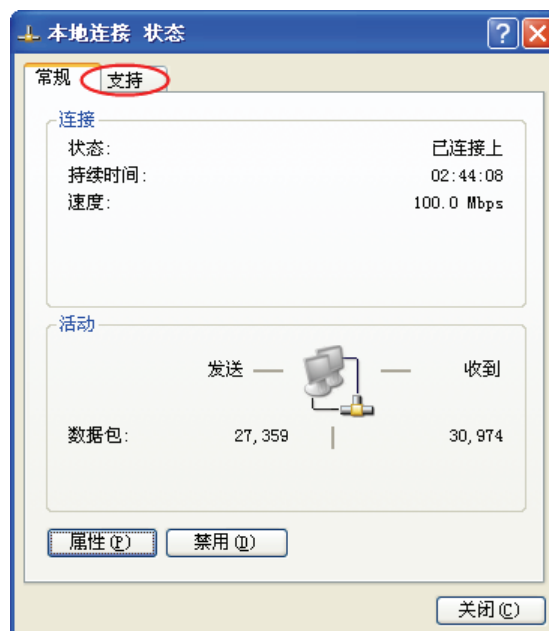 本地连接 状态
常规 支持
连接
状态: 已连接上
持续时间: 02:44:08
速度: 100.0 Mbps
活动
发送 收到
数据包: 27,359 30,974
属性(P) 禁用(D)
关闭(C)